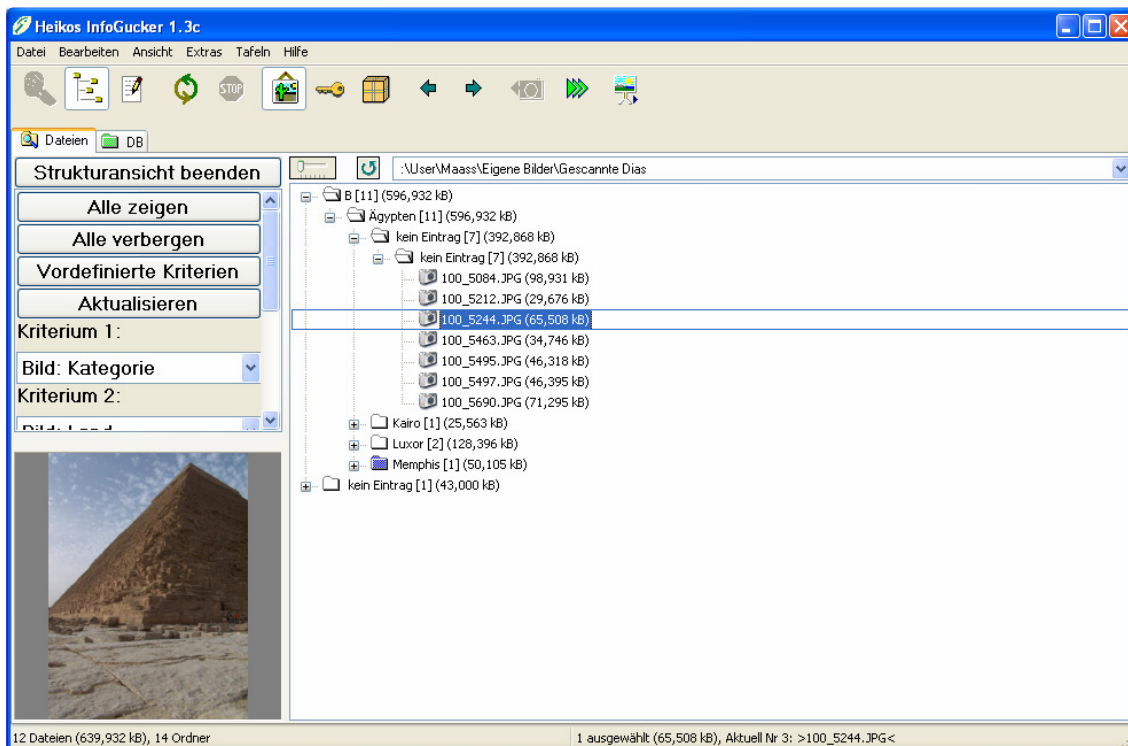 Heikos InfoGucker 1.3c
Datei Bearbeiten Ansicht Extras Tafeln Hilfe
STOP
Dateien DB
Strukturansicht beenden
:\User\Maass\Eigene Bilder\Gescannte Dias
Alle zeigen
Alle verbergen
Vordefinierte Kriterien
Aktualisieren
Kriterium 1:
Bild: Kategorie
Kriterium 2:
Bild: Land
B [11] (596,932 kB)
Ägypten [11] (596,932 kB)
kein Eintrag [7] (392,868 kB)
kein Eintrag [7] (392,868 kB)
100_5084.JPG (98,931 kB)
100_5212.JPG (29,676 kB)
100_5244.JPG (65,508 kB)
100_5463.JPG (34,746 kB)
100_5495.JPG (46,318 kB)
100_5497.JPG (46,395 kB)
100_5690.JPG (71,295 kB)
Kairo [1] (25,563 kB)
Luxor [2] (128,396 kB)
Memphis [1] (50,105 kB)
kein Eintrag [1] (43,000 kB)
12 Dateien (639,932 kB), 14 Ordner
1 ausgewählt (65,508 kB), Aktuell Nr 3: >100_5244.JPG<